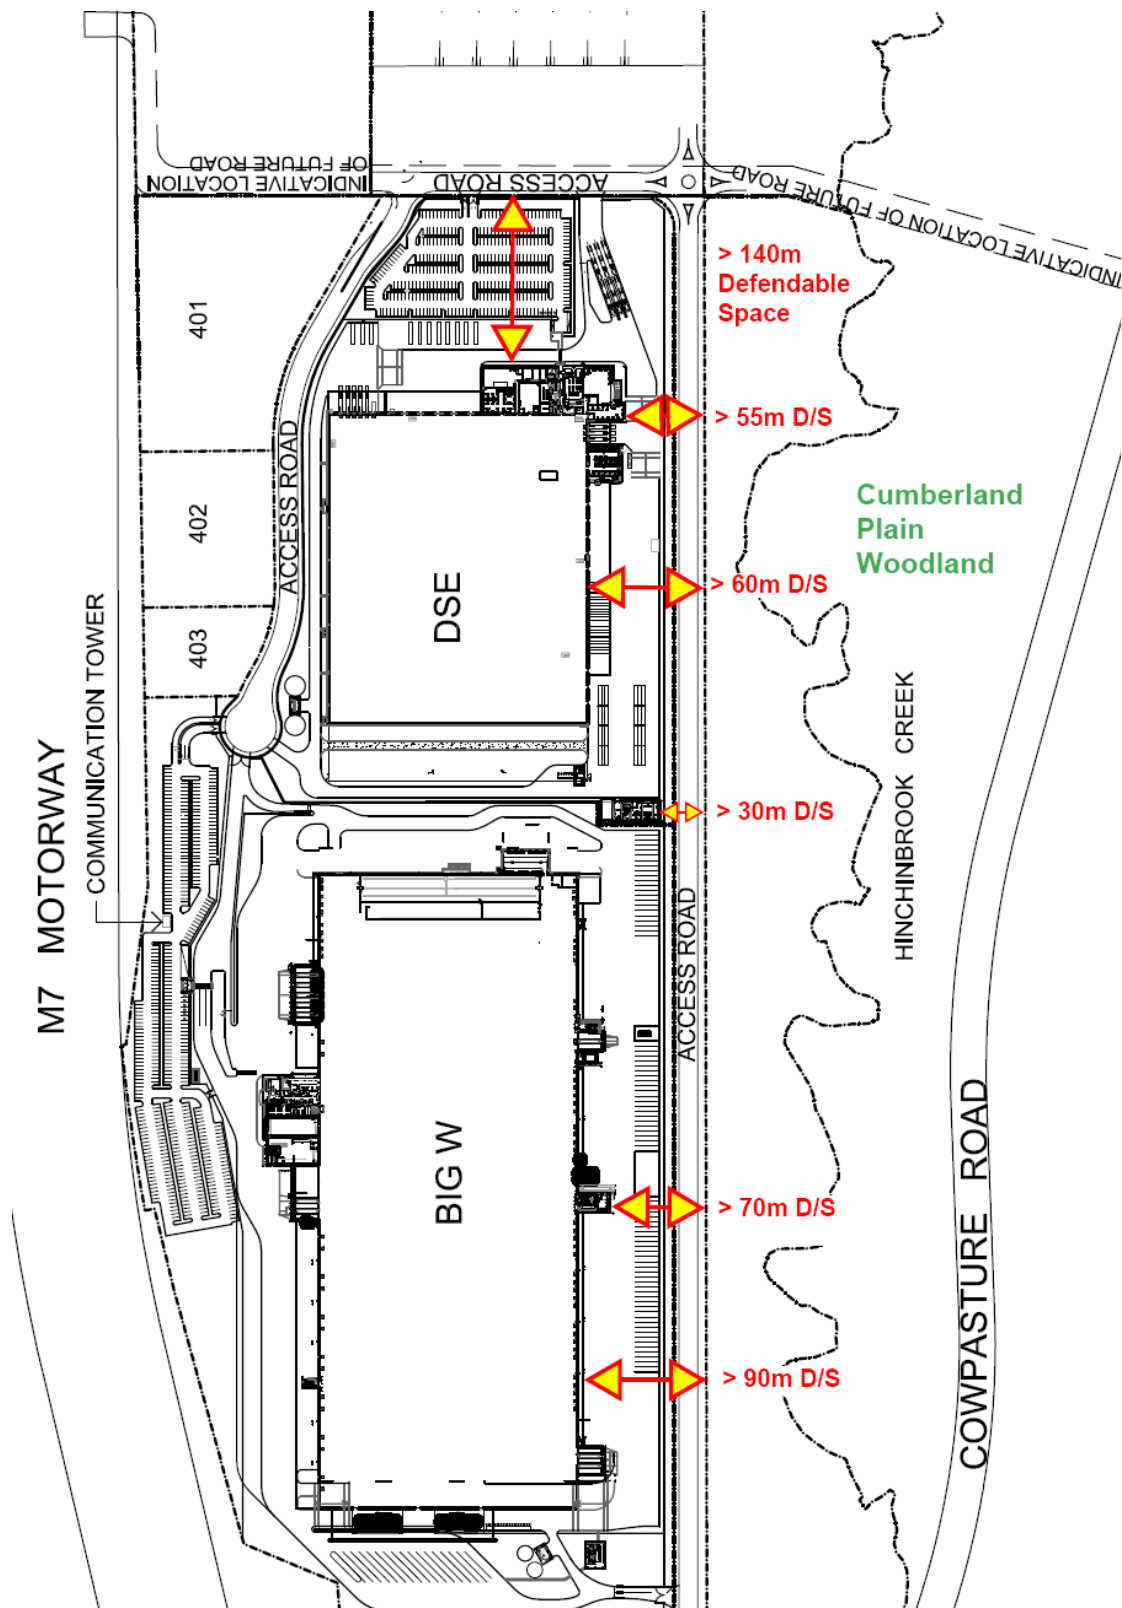 INDICATIVE LOCATION
OF FUTURE ROAD
ACCESS ROAD
INDICATIVE LOCATION OF FUTURE ROAD
> 140m
Defendable
Space
401
> 55m D/S
ACCESS ROAD
402
Cumberland
Plain
Woodland
> 60m D/S
DSE
403
COMMUNICATION TOWER
M7 MOTORWAY
HINCHINBROOK CREEK
> 30m D/S
ACCESS ROAD
BIG W
> 70m D/S
COWPASTURE ROAD
> 90m D/S